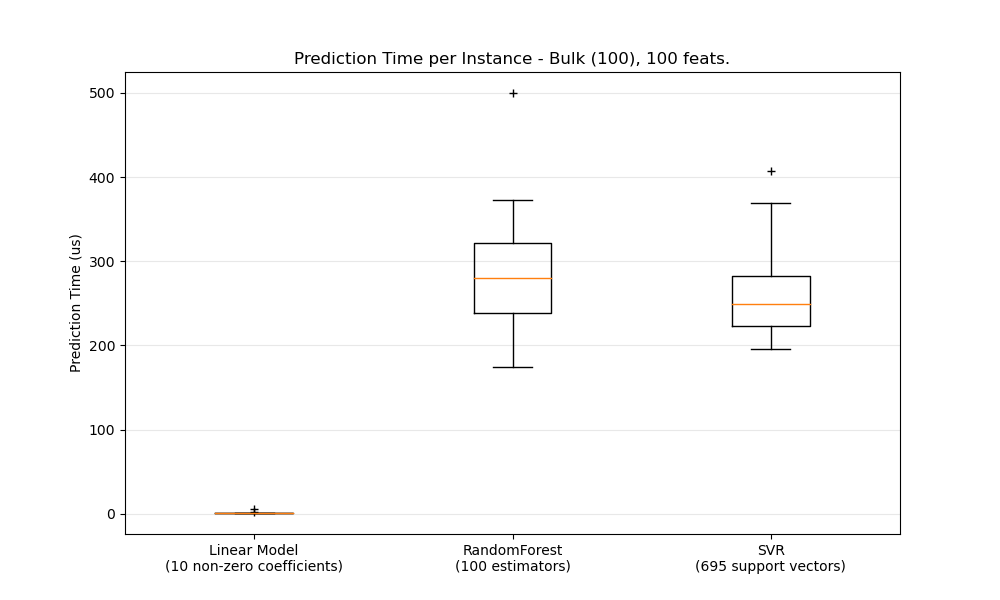 Prediction Time per Instance - Bulk (100), 100 feats.
Prediction Time (us)
500
400
300
200
100
0
Linear Model
(10 non-zero coefficients)
RandomForest
(100 estimators)
SVR
(695 support vectors)